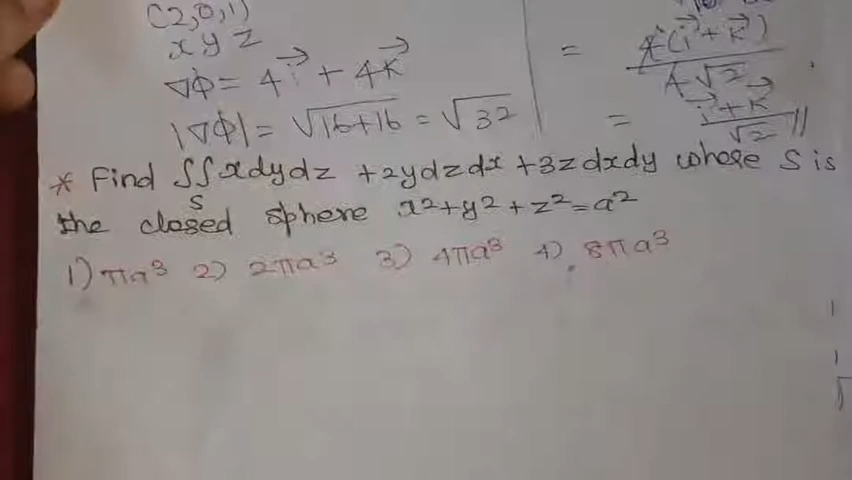 (2,0,1)
x y z
∇ϕ = 4i⃗ + 4k⃗
|∇ϕ| = √16+16 = √32
= 4(i⃗ + k⃗)
4√2
= i⃗ + k⃗
√2 //
* Find ∫∫ xdydz + 2ydzdx + 3zdxdy whose S is
S
the closed sphere x² + y² + z² = a²
1) πa³ 2) 2πa³ 3) 4πa³ 4) 8πa³